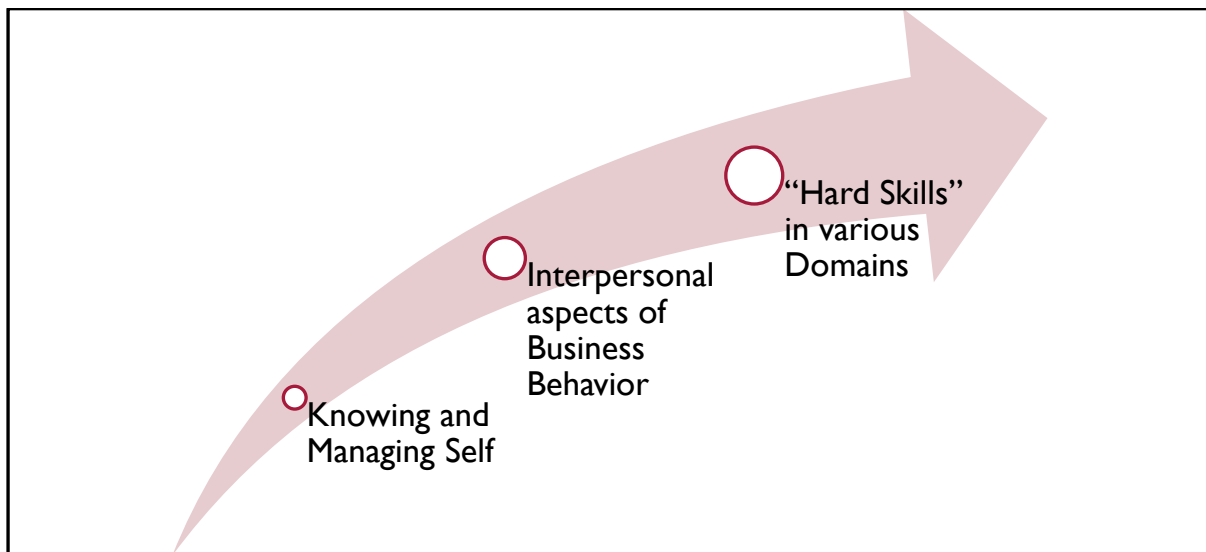 “Hard Skills”
in various
Domains
Interpersonal
aspects of
Business
Behavior
Knowing and
Managing Self